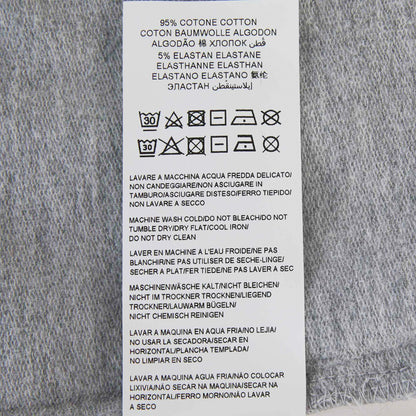 95% COTONE COTTON
COTON BAUMWOLLE ALGODON
ALGODÃO 棉 ХЛОПОК قطن
5% ELASTAN ELASTANE
ELASTHANNE ELASTHAN
ELASTANO ELASTANO 氨纶
ЭЛАСТАН إيلاستينقطن
30
30
LAVARE A MACCHINA ACQUA FREDDA DELICATO/
NON CANDEGGIARE/NON ASCIUGARE IN
TAMBURO/ASCIUGARE DISTESO/FERRO TIEPIDO/
NON LAVARE A SECCO
MACHINE WASH COLD/DO NOT BLEACH/DO NOT
TUMBLE DRY/DRY FLAT/COOL IRON/
DO NOT DRY CLEAN
LAVER EN MACHINE A L'EAU FROIDE/NE PAS
BLANCHIR/NE PAS UTILISER DE SECHE-LINGE/
SECHER A PLAT/FER TIEDE/NE PAS LAVER A SEC
MASCHINENWÄSCHE KALT/NICHT BLEICHEN/
NICHT IM TROCKNER TROCKNEN/LIEGEND
TROCKNER/LAUWARM BÜGELN/
NICHT CHEMISCH REINIGEN
LAVAR A MAQUINA EN AQUA FRIA/NO LEJIA/
NO USAR LA SECADORA/SECAR EN
HORIZONTAL/PLANCHA TEMPLADA/
NO LIMPIAR EN SECO
LAVAR A MAQUINA AGUA FRIA/NÃO COLOCAR
LIXIVIA/NÃO SECAR NA MAQUINA/SECAR NA
HORIZONTAL/FERRO MORNO/NÃO LAVAR
A SECO